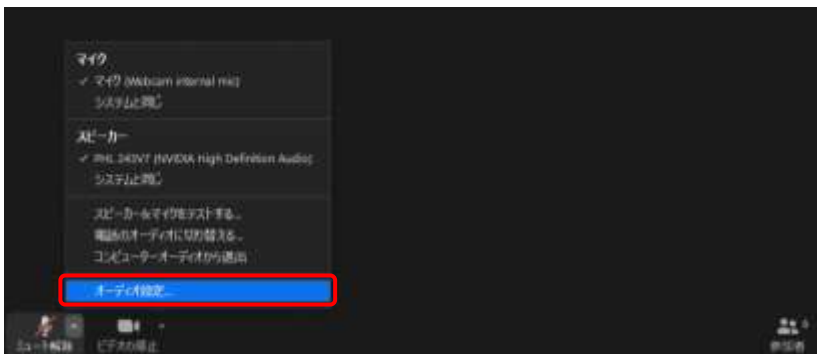 マイク
マイク (Webcam internal mic)
システムと同じ
スピーカー
PHL 243V7 (NVIDIA High Definition Audio)
システムと同じ
スピーカー&マイクをテストする...
電話のオーディオに切り替える...
コンピューターオーディオから退出
オーディオ設定...
ミュート解除
ビデオの停止
参加者